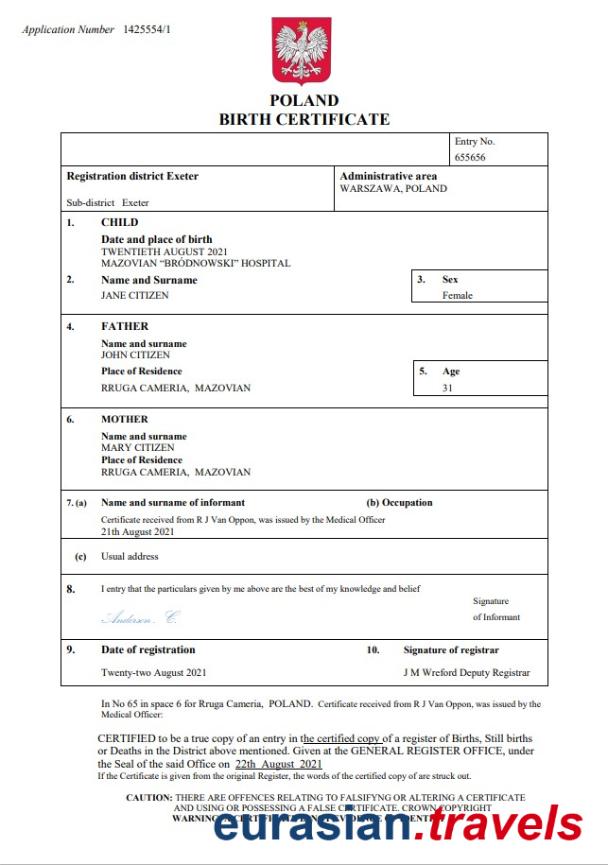 Application Number 1425554/1
POLAND
BIRTH CERTIFICATE
Entry No.
655656
Registration district Exeter
Sub-district Exeter
Administrative area
WARSZAWA, POLAND
1. CHILD
Date and place of birth
TWENTIETH AUGUST 2021
MAZOVIAN “BRÓDNOWSKI” HOSPITAL
2. Name and Surname
JANE CITIZEN
3. Sex
Female
4. FATHER
Name and surname
JOHN CITIZEN
Place of Residence
RRUGA CAMERIA, MAZOVIAN
5. Age
31
6. MOTHER
Name and surname
MARY CITIZEN
Place of Residence
RRUGA CAMERIA, MAZOVIAN
7. (a) Name and surname of informant
(b) Occupation
Certificate received from R J Van Oppon, was issued by the Medical Officer
21th August 2021
(c) Usual address
8. I entry that the particulars given by me above are the best of my knowledge and belief
Anderson . C.
Signature
of Informant
9. Date of registration
Twenty-two August 2021
10. Signature of registrar
J M Wreford Deputy Registrar
In No 65 in space 6 for Rruga Cameria, POLAND. Certificate received from R J Van Oppon, was issued by the
Medical Officer:
CERTIFIED to be a true copy of an entry in the certified copy of a register of Births, Still births
or Deaths in the District above mentioned. Given at the GENERAL REGISTER OFFICE, under
the Seal of the said Office on 22th August 2021
If the Certificate is given from the original Register, the words of the certified copy of are struck out.
CAUTION: THERE ARE OFFENCES RELATING TO FALSIFYNG OR ALTERING A CERTIFICATE
AND USING OR POSSESSING A FALSE CERTIFICATE. CROWN COPYRIGHT
eurasian.travels